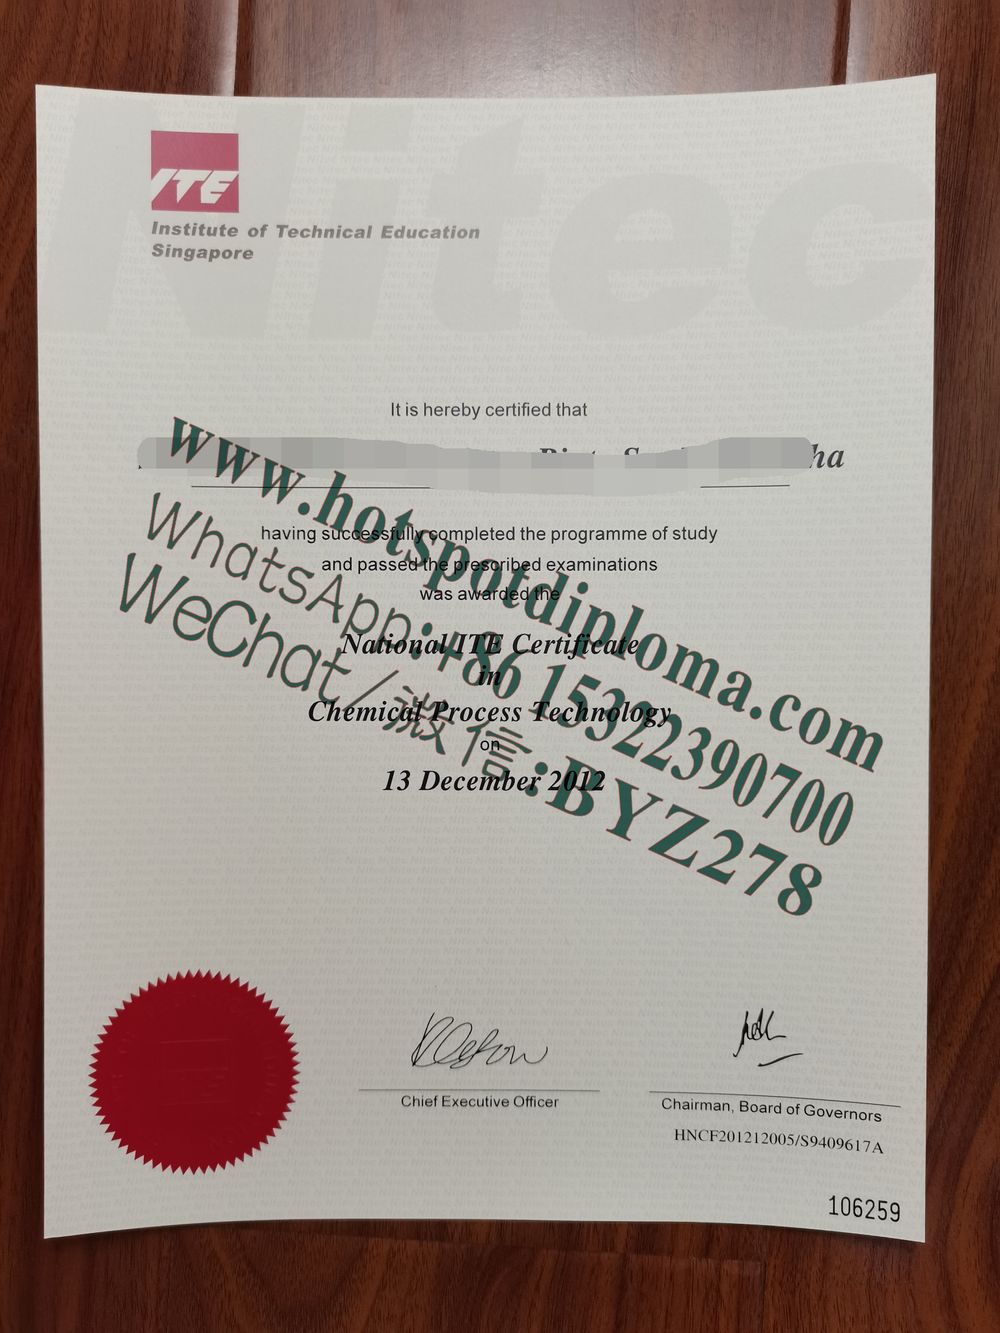 Nitec
ITE
Institute of Technical Education
Singapore
It is hereby certified that
ha
having successfully completed the programme of study
and passed the prescribed examinations
was awarded the
National ITE Certificate
in
Chemical Process Technology
on
13 December 2012
www.hotspotdiploma.com
WhatsApp:+86 15322390700
WeChat/微信:BYZ278
Chief Executive Officer
Chairman, Board of Governors
HNCF201212005/S9409617A
106259